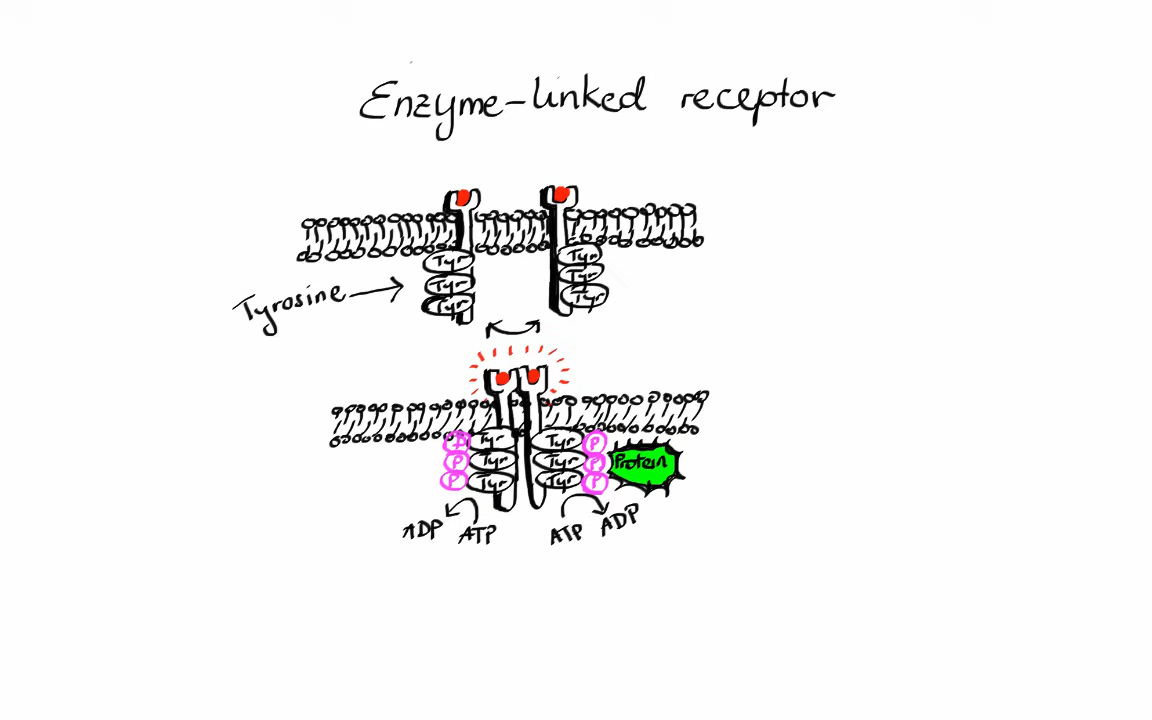 Enzyme-linked receptor
Tyr
Tyr
Tyr
Tyr
Tyr
Tyr
Tyrosine
P Tyr Tyr P
P Tyr Tyr P Protein
P Tyr Tyr P
ADP ATP ATP ADP